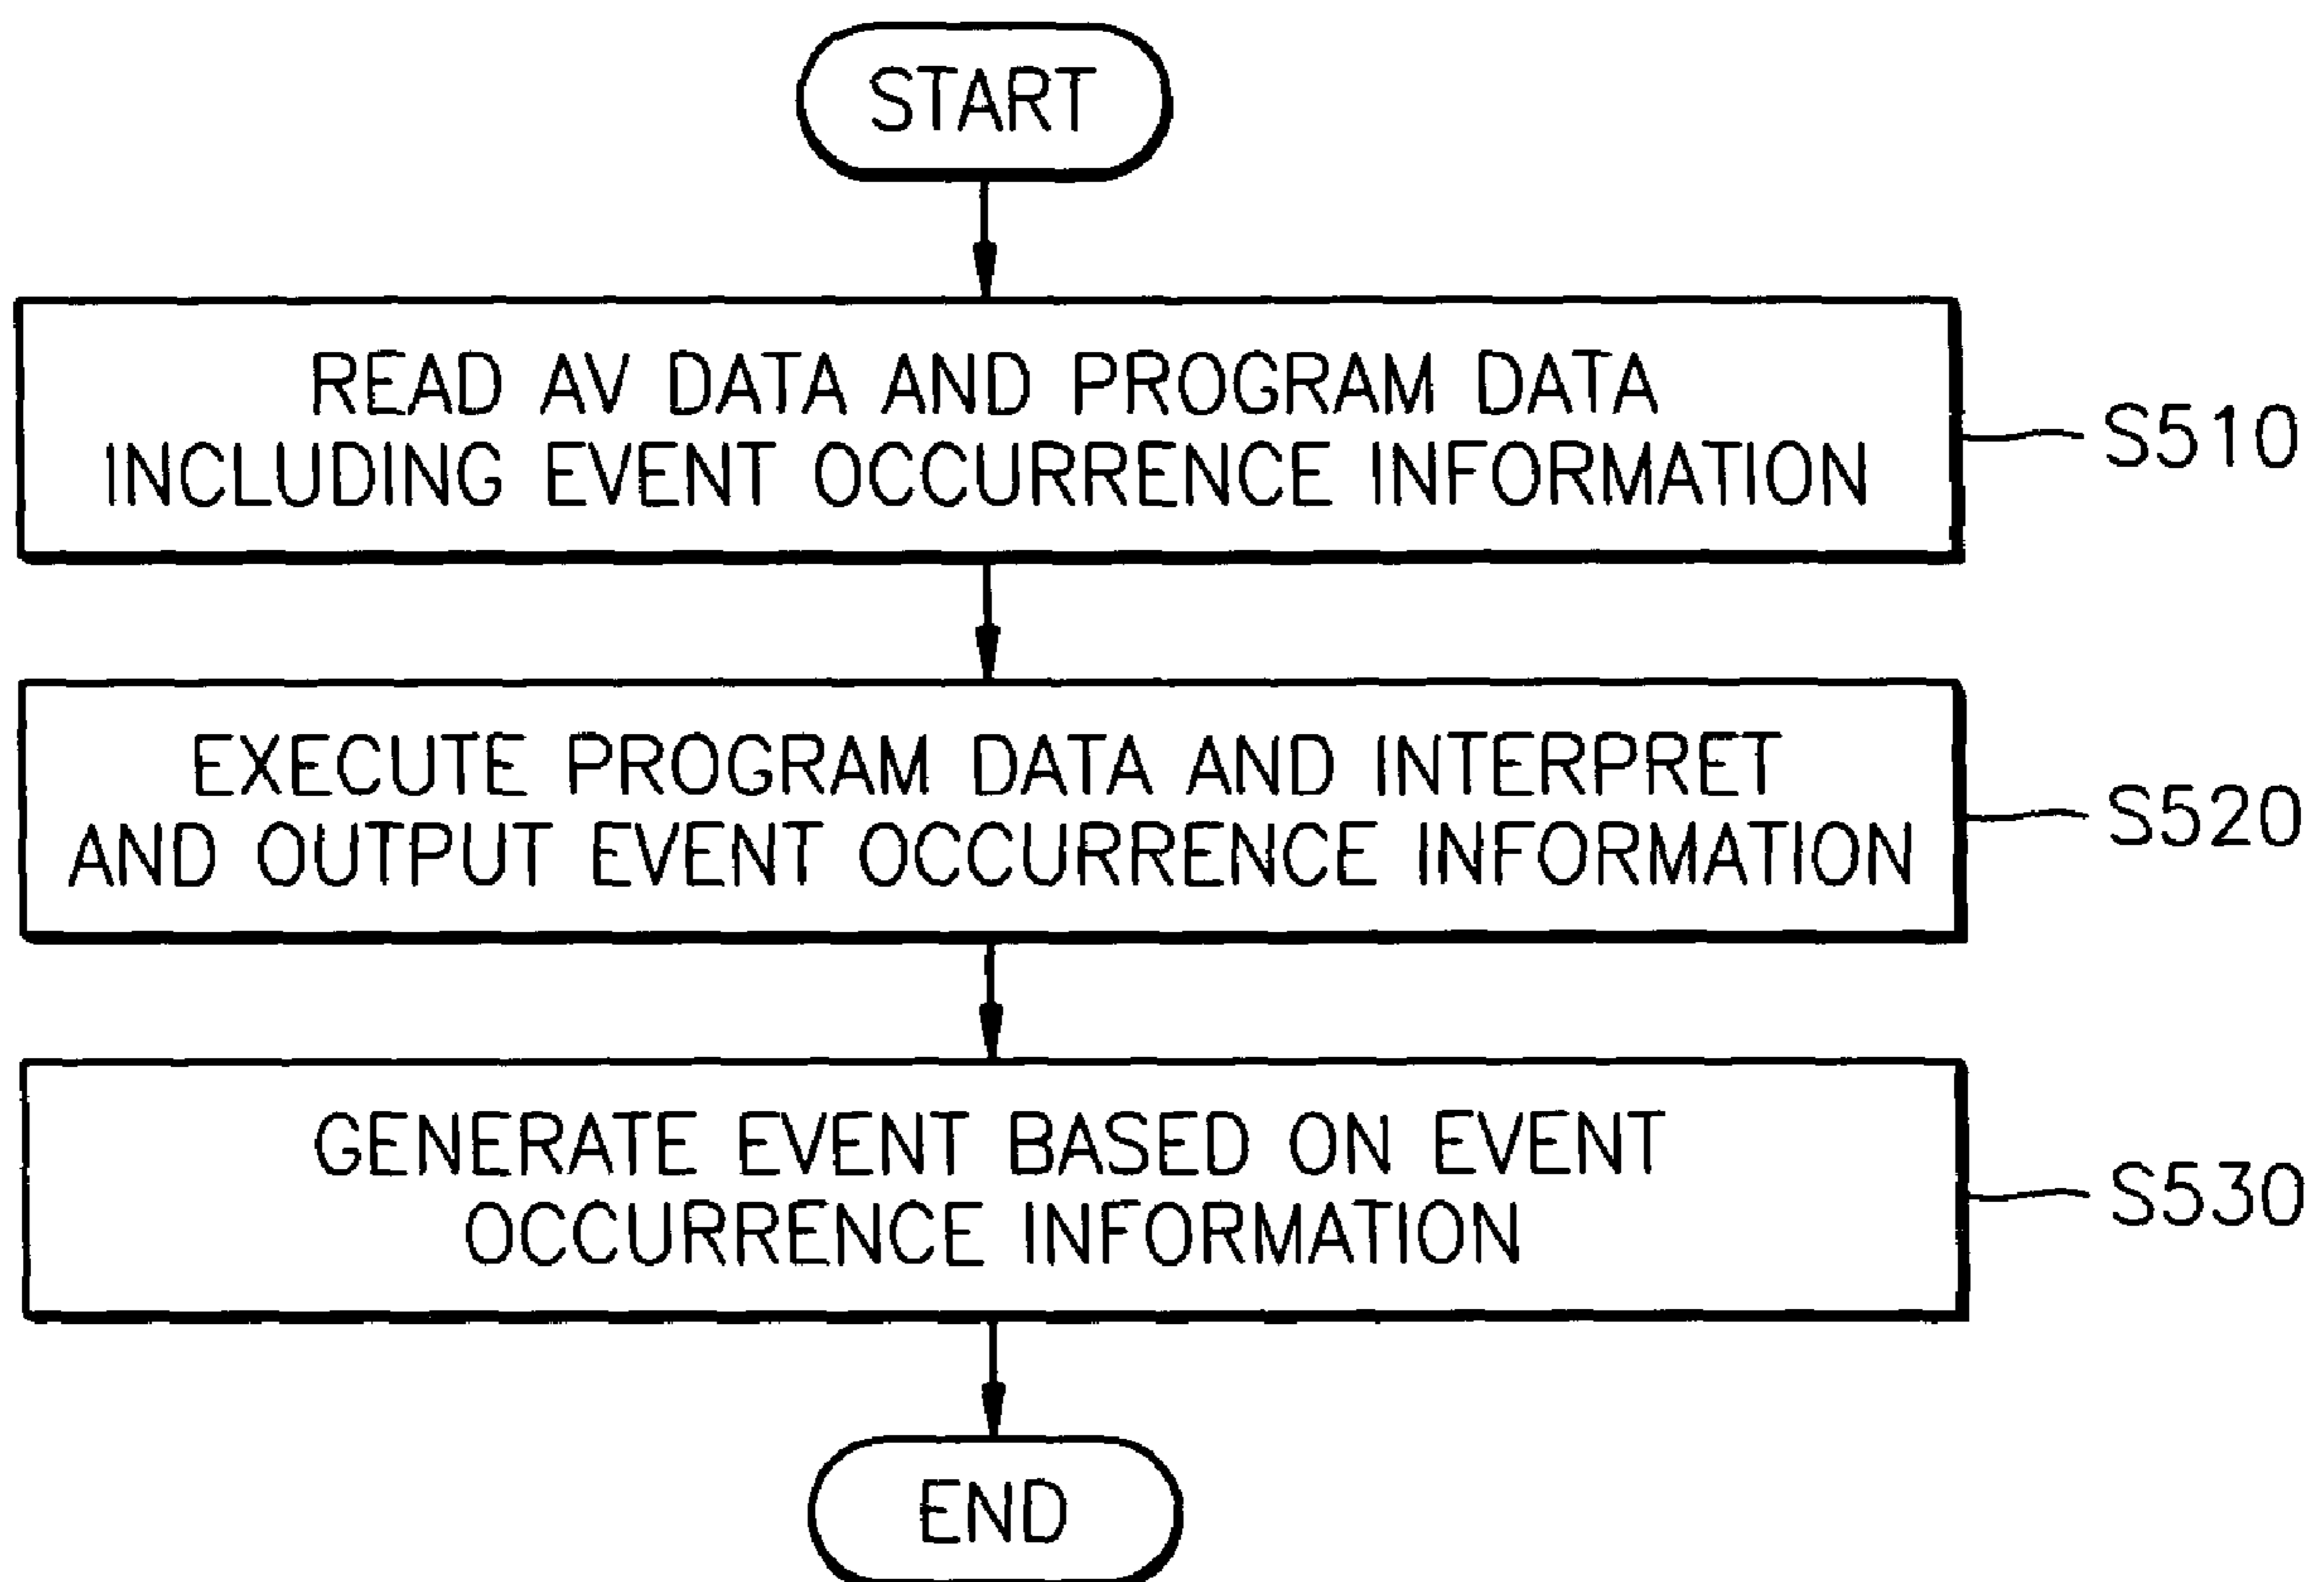 START
READ AV DATA AND PROGRAM DATA
INCLUDING EVENT OCCURRENCE INFORMATION
S510
EXECUTE PROGRAM DATA AND INTERPRET
AND OUTPUT EVENT OCCURRENCE INFORMATION
S520
GENERATE EVENT BASED ON EVENT
OCCURRENCE INFORMATION
S530
END